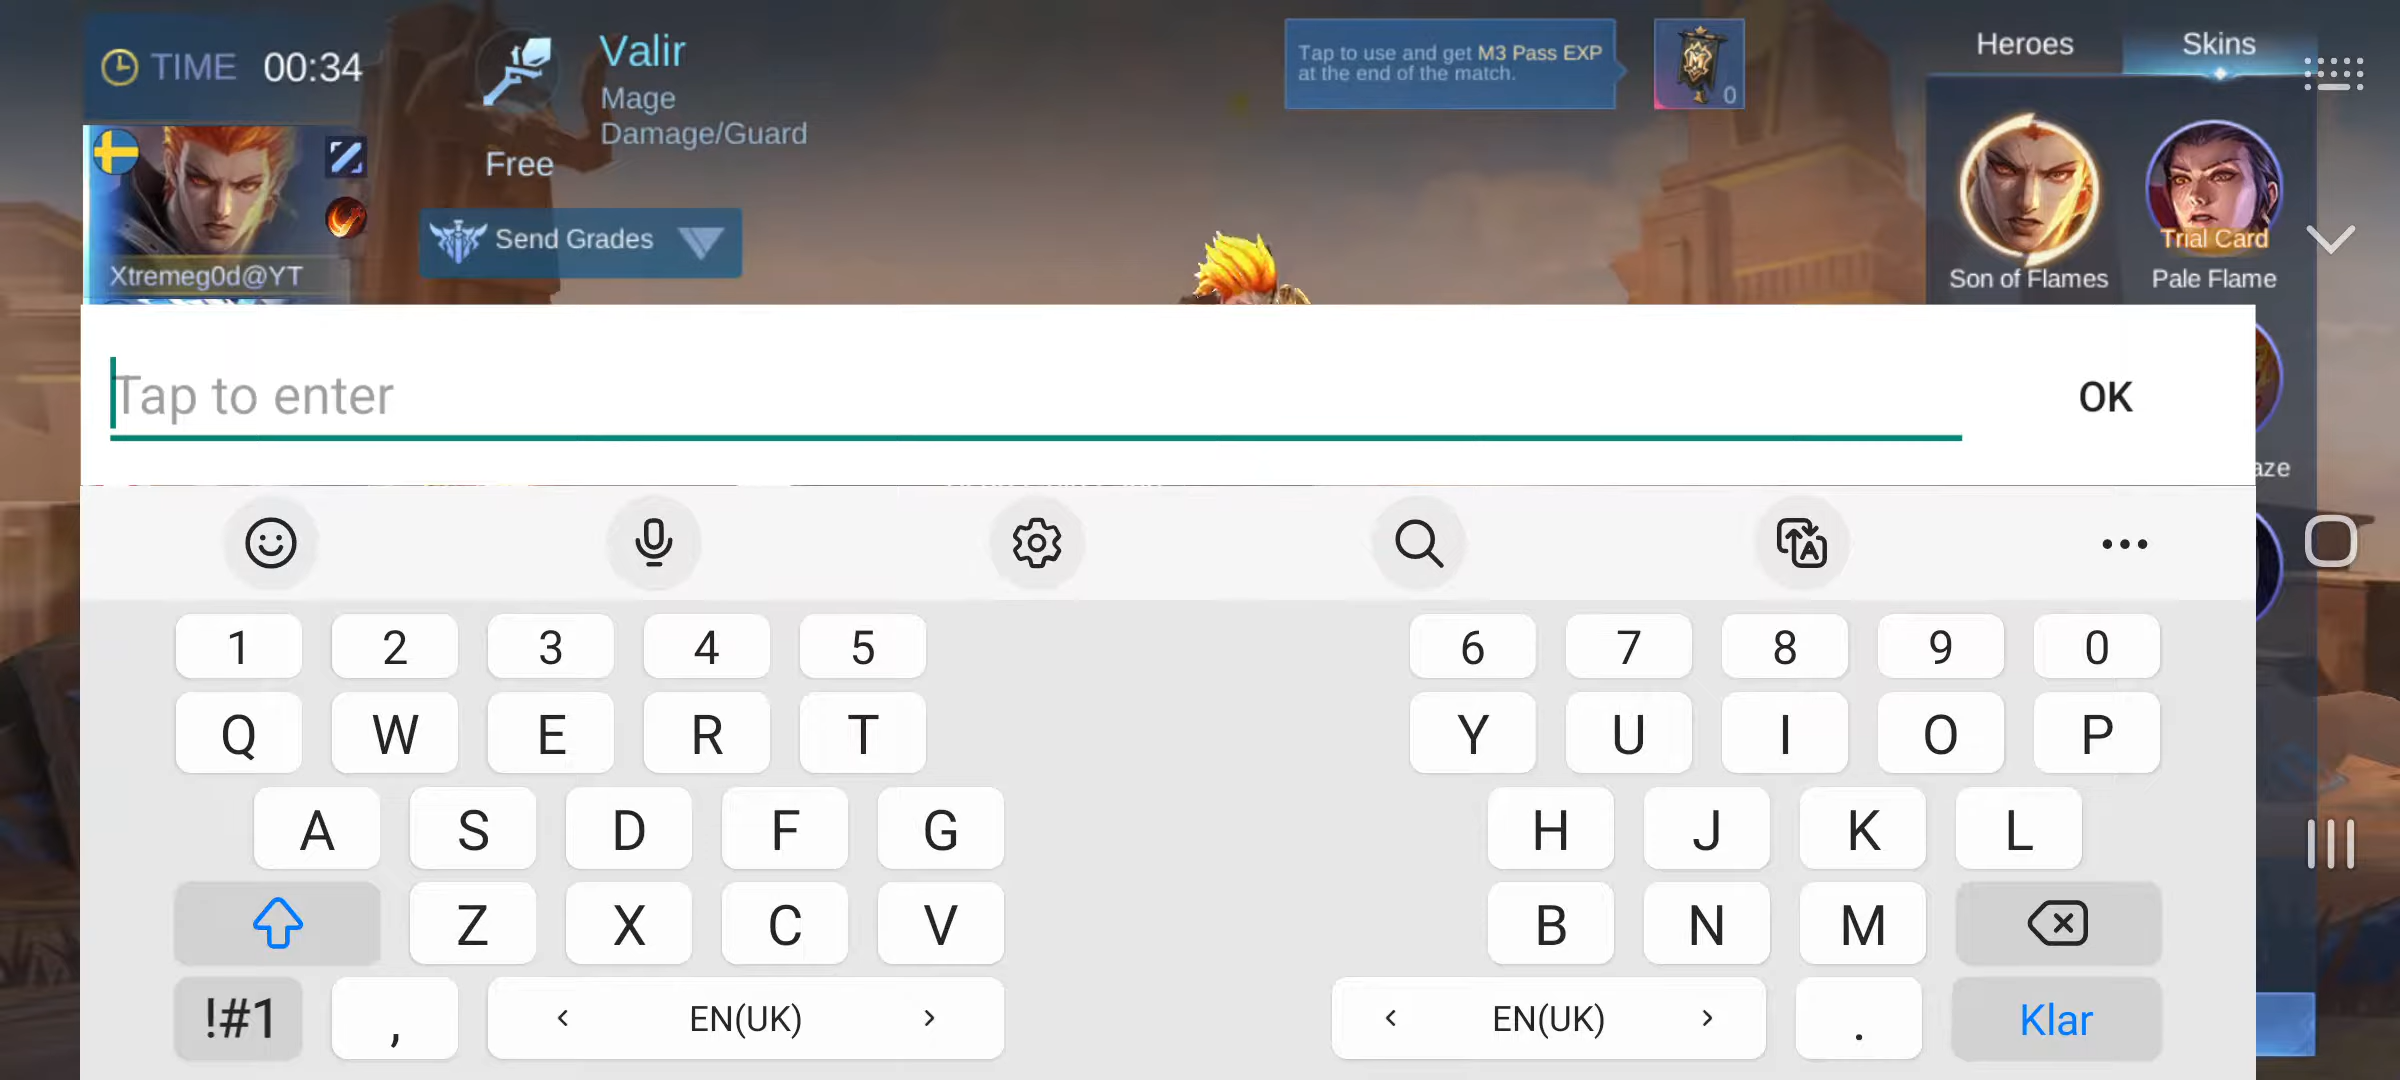 TIME 00:34
Valir
Mage
Damage/Guard
Free
Send Grades
Xtremeg0d@YT
Tap to use and get M3 Pass EXP
at the end of the match.
0
Heroes Skins
Trial Card
Son of Flames Pale Flame
Tap to enter
OK
aze
1 2 3 4 5 6 7 8 9 0
Q W E R T Y U I O P
A S D F G H J K L
Z X C V B N M
!#1 , < EN(UK) > < EN(UK) > . Klar